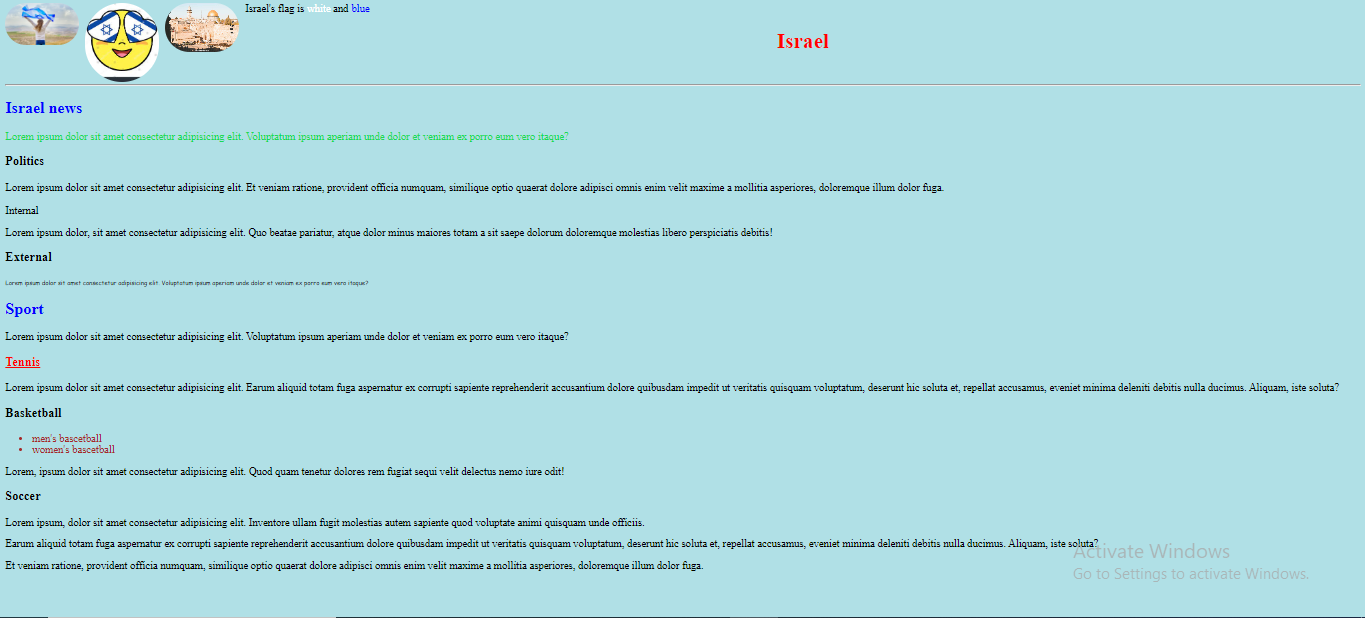 Israel's flag is white and blue
Israel
Israel news
Lorem ipsum dolor sit amet consectetur adipisicing elit. Voluptatum ipsum aperiam unde dolor et veniam ex porro eum vero itaque?
Politics
Lorem ipsum dolor sit amet consectetur adipisicing elit. Et veniam ratione, provident officia numquam, similique optio quaerat dolore adipisci omnis enim velit maxime a mollitia asperiores, doloremque illum dolor fuga.
Internal
Lorem ipsum dolor, sit amet consectetur adipisicing elit. Quo beatae pariatur, atque dolor minus maiores totam a sit saepe dolorum doloremque molestias libero perspiciatis debitis!
External
Lorem ipsum dolor sit amet consectetur adipisicing elit. Voluptatum ipsum aperiam unde dolor et veniam ex porro eum vero itaque?
Sport
Lorem ipsum dolor sit amet consectetur adipisicing elit. Voluptatum ipsum aperiam unde dolor et veniam ex porro eum vero itaque?
Tennis
Lorem ipsum dolor sit amet consectetur adipisicing elit. Earum aliquid totam fuga aspernatur ex corrupti sapiente reprehenderit accusantium dolore quibusdam impedit ut veritatis quisquam voluptatum, deserunt hic soluta et, repellat accusamus, eveniet minima deleniti debitis nulla ducimus. Aliquam, iste soluta?
Basketball
• men's bascetball
• women's bascetball
Lorem, ipsum dolor sit amet consectetur adipisicing elit. Quod quam tenetur dolores rem fugiat sequi velit delectus nemo iure odit!
Soccer
Lorem ipsum, dolor sit amet consectetur adipisicing elit. Inventore ullam fugit molestias autem sapiente quod voluptate animi quisquam unde officiis.
Earum aliquid totam fuga aspernatur ex corrupti sapiente reprehenderit accusantium dolore quibusdam impedit ut veritatis quisquam voluptatum, deserunt hic soluta et, repellat accusamus, eveniet minima deleniti debitis nulla ducimus. Aliquam, iste soluta?
Et veniam ratione, provident officia numquam, similique optio quaerat dolore adipisci omnis enim velit maxime a mollitia asperiores, doloremque illum dolor fuga.
Activate Windows
Go to Settings to activate Windows.